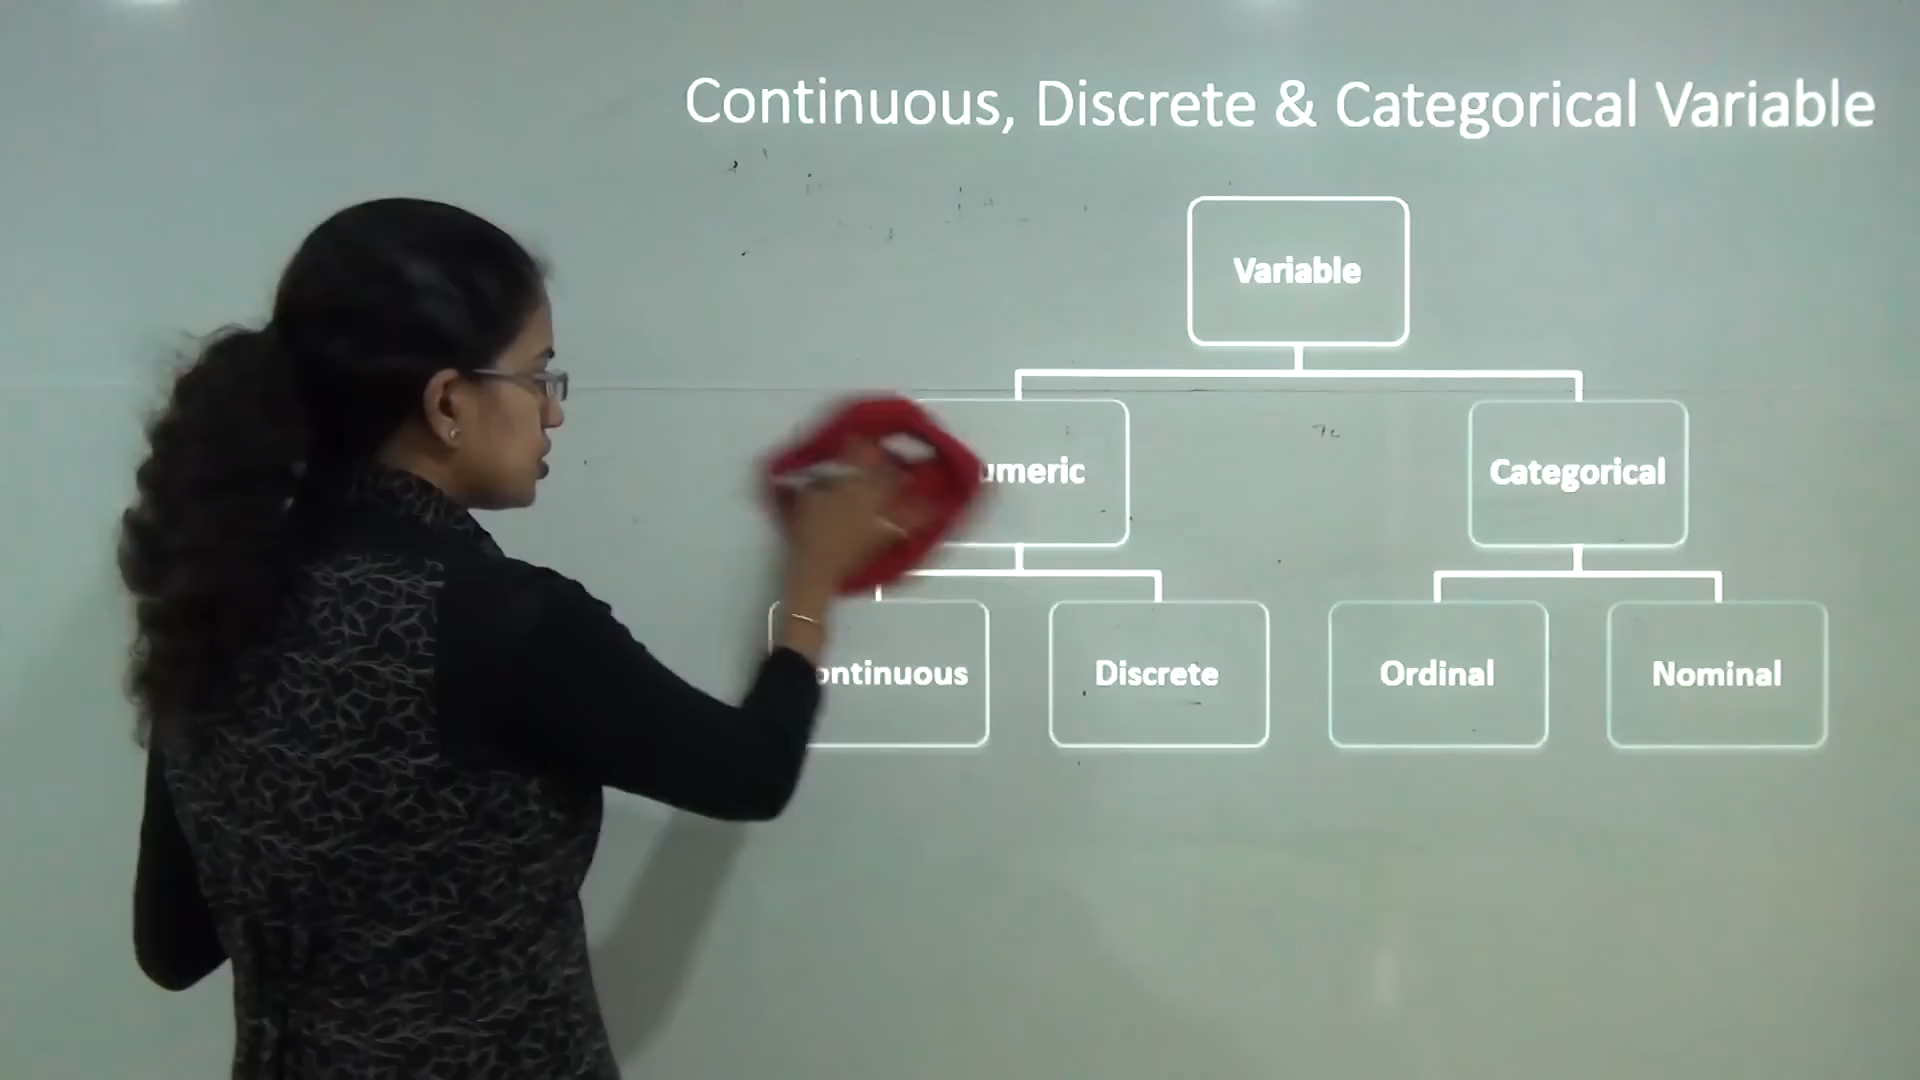 Continuous, Discrete & Categorical Variable
Variable
umeric
Categorical
ontinuous
Discrete
Ordinal
Nominal